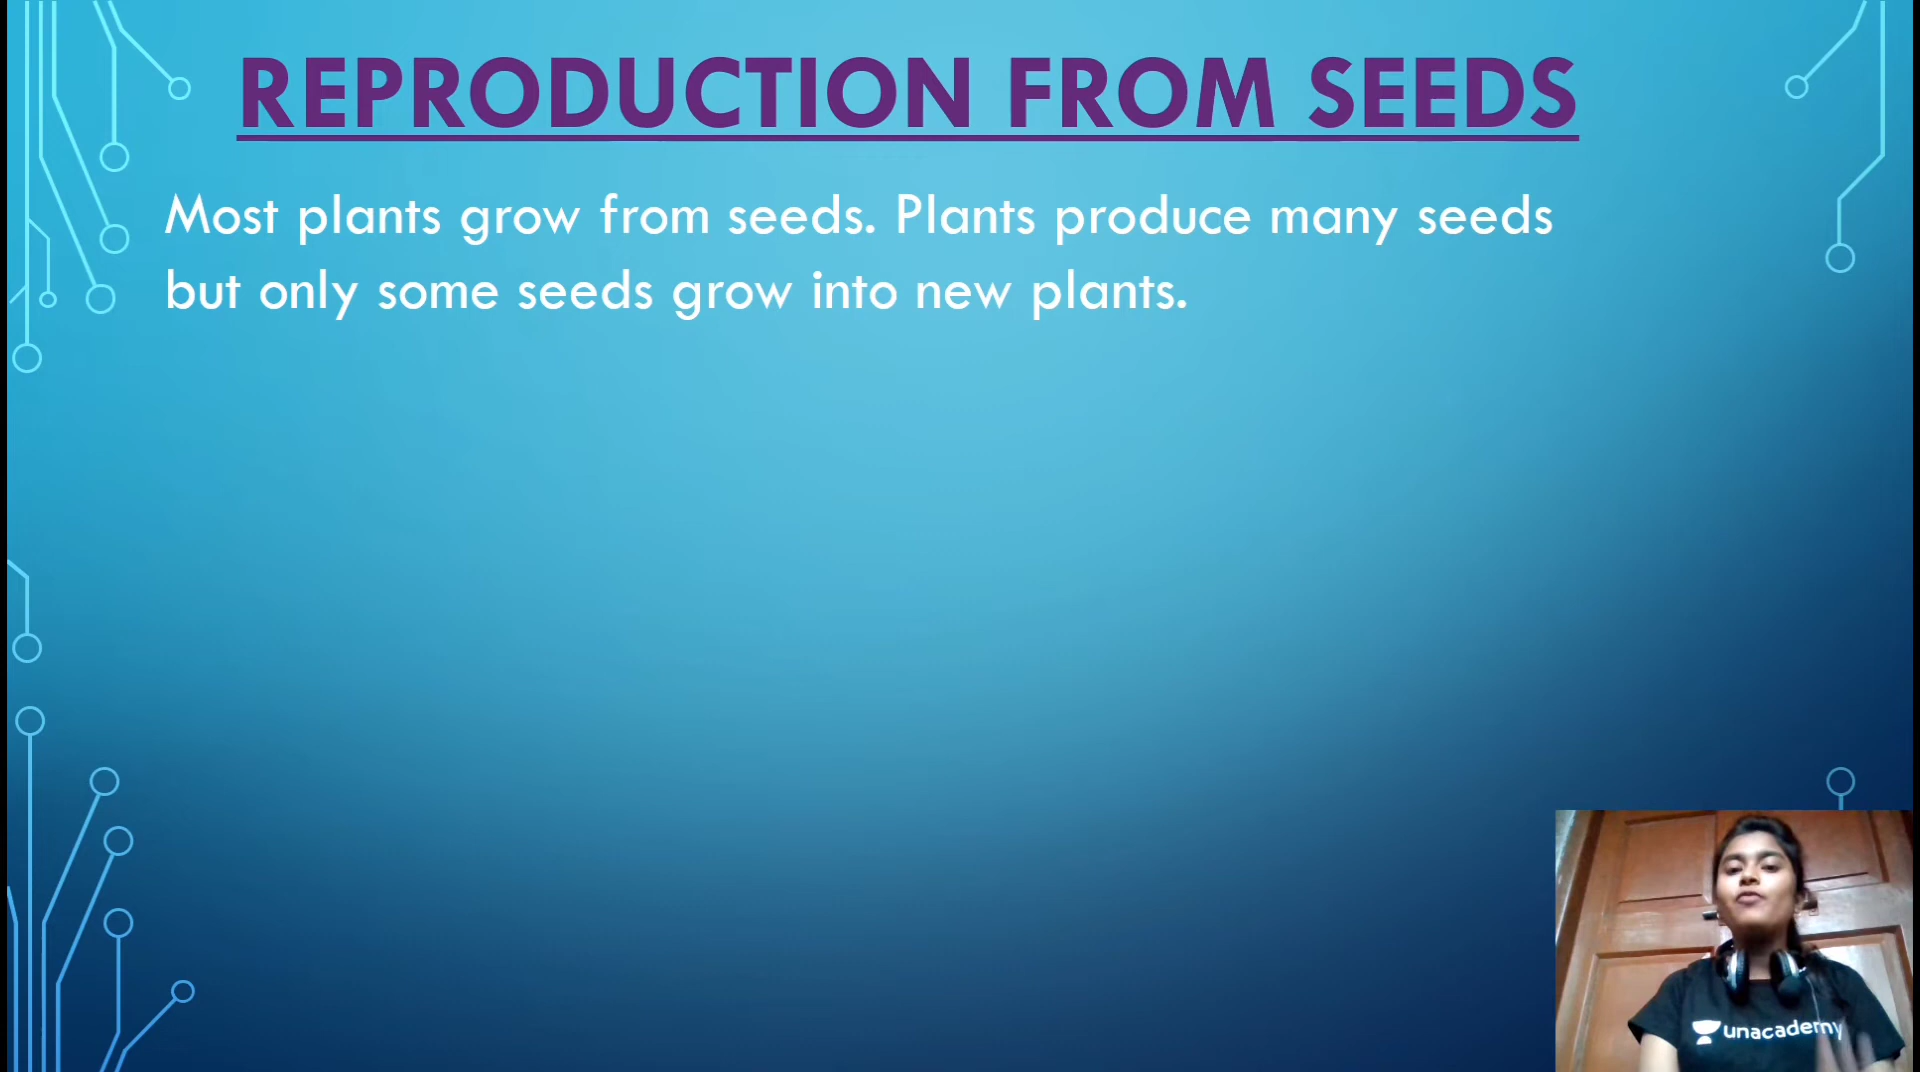 REPRODUCTION FROM SEEDS
Most plants grow from seeds. Plants produce many seeds
but only some seeds grow into new plants.
unacademy